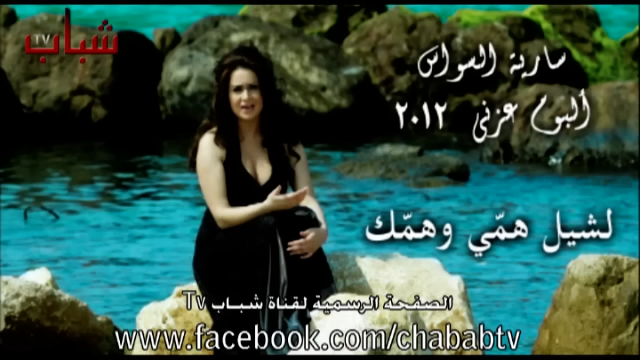 شباب TV
سارية السواس
ألبوم عزني ٢٠١٢
لشيل همّي وهمّك
الصفحة الرسمية لقناة شباب Tv
www.facebook.com/chababtv